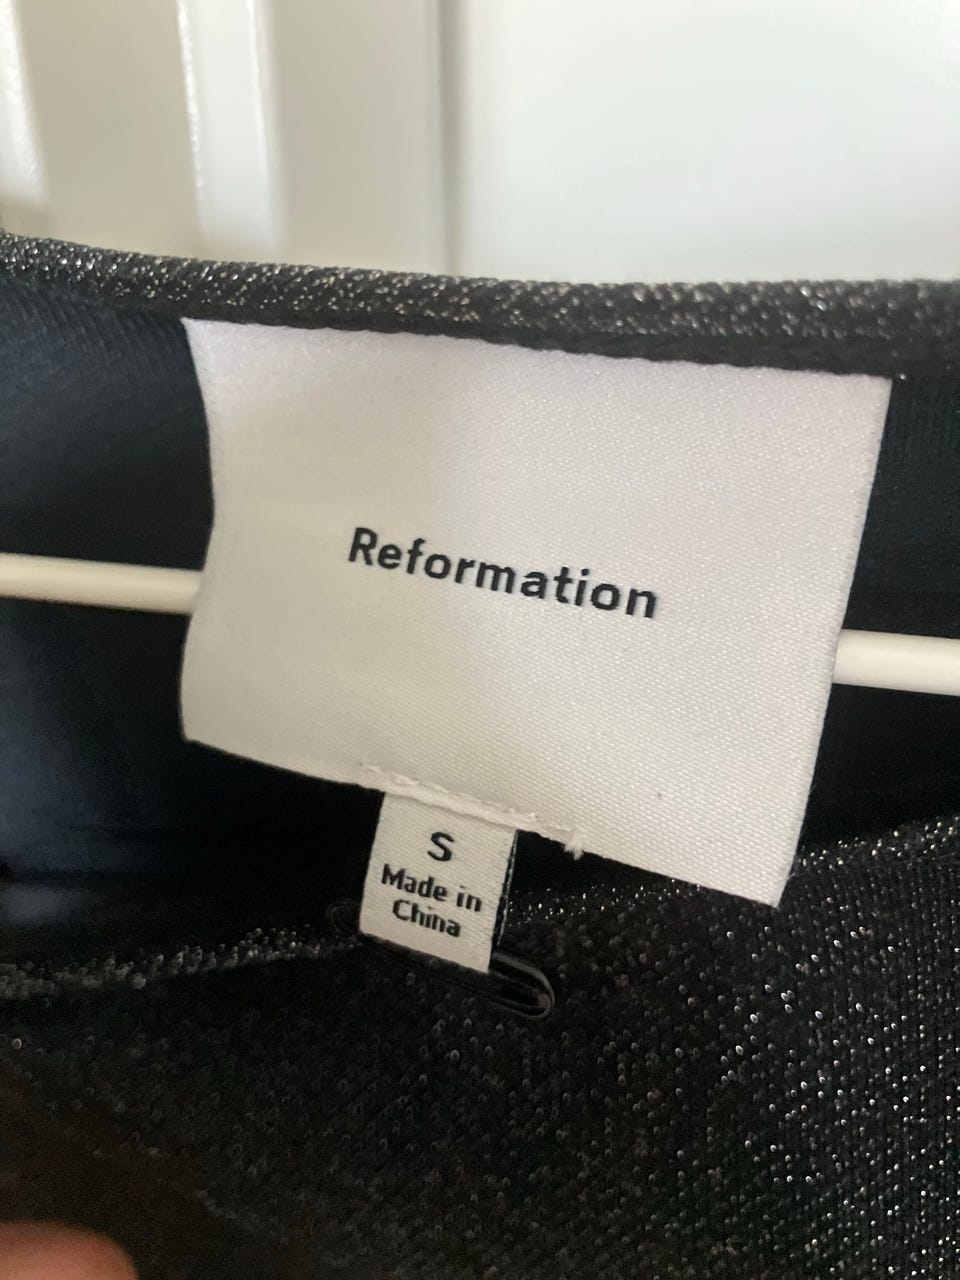 Reformation
S
Made in
China